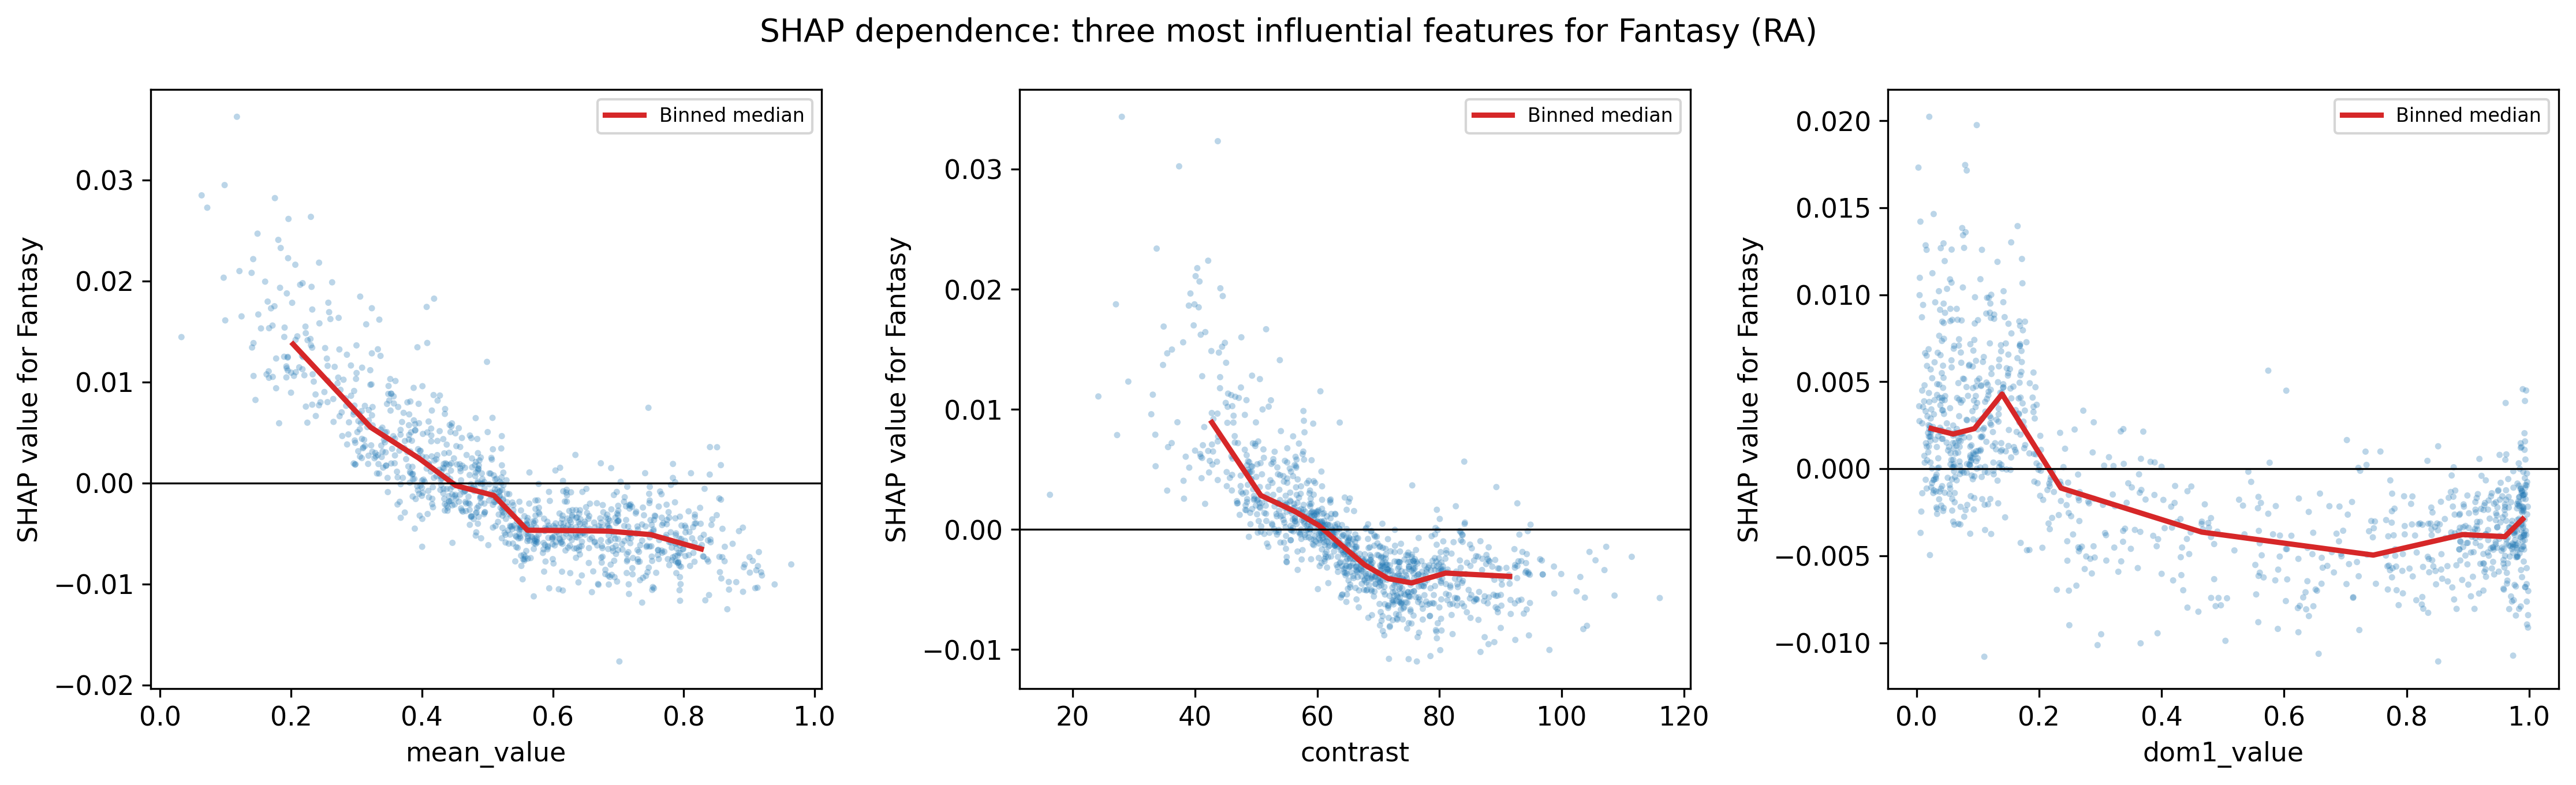 SHAP dependence: three most influential features for Fantasy (RA)
SHAP value for Fantasy
0.03
0.02
0.01
0.00
−0.01
−0.02
Binned median
0.0 0.2 0.4 0.6 0.8 1.0
mean_value
SHAP value for Fantasy
0.03
0.02
0.01
0.00
−0.01
Binned median
20 40 60 80 100 120
contrast
SHAP value for Fantasy
0.020
0.015
0.010
0.005
0.000
−0.005
−0.010
Binned median
0.0 0.2 0.4 0.6 0.8 1.0
dom1_value